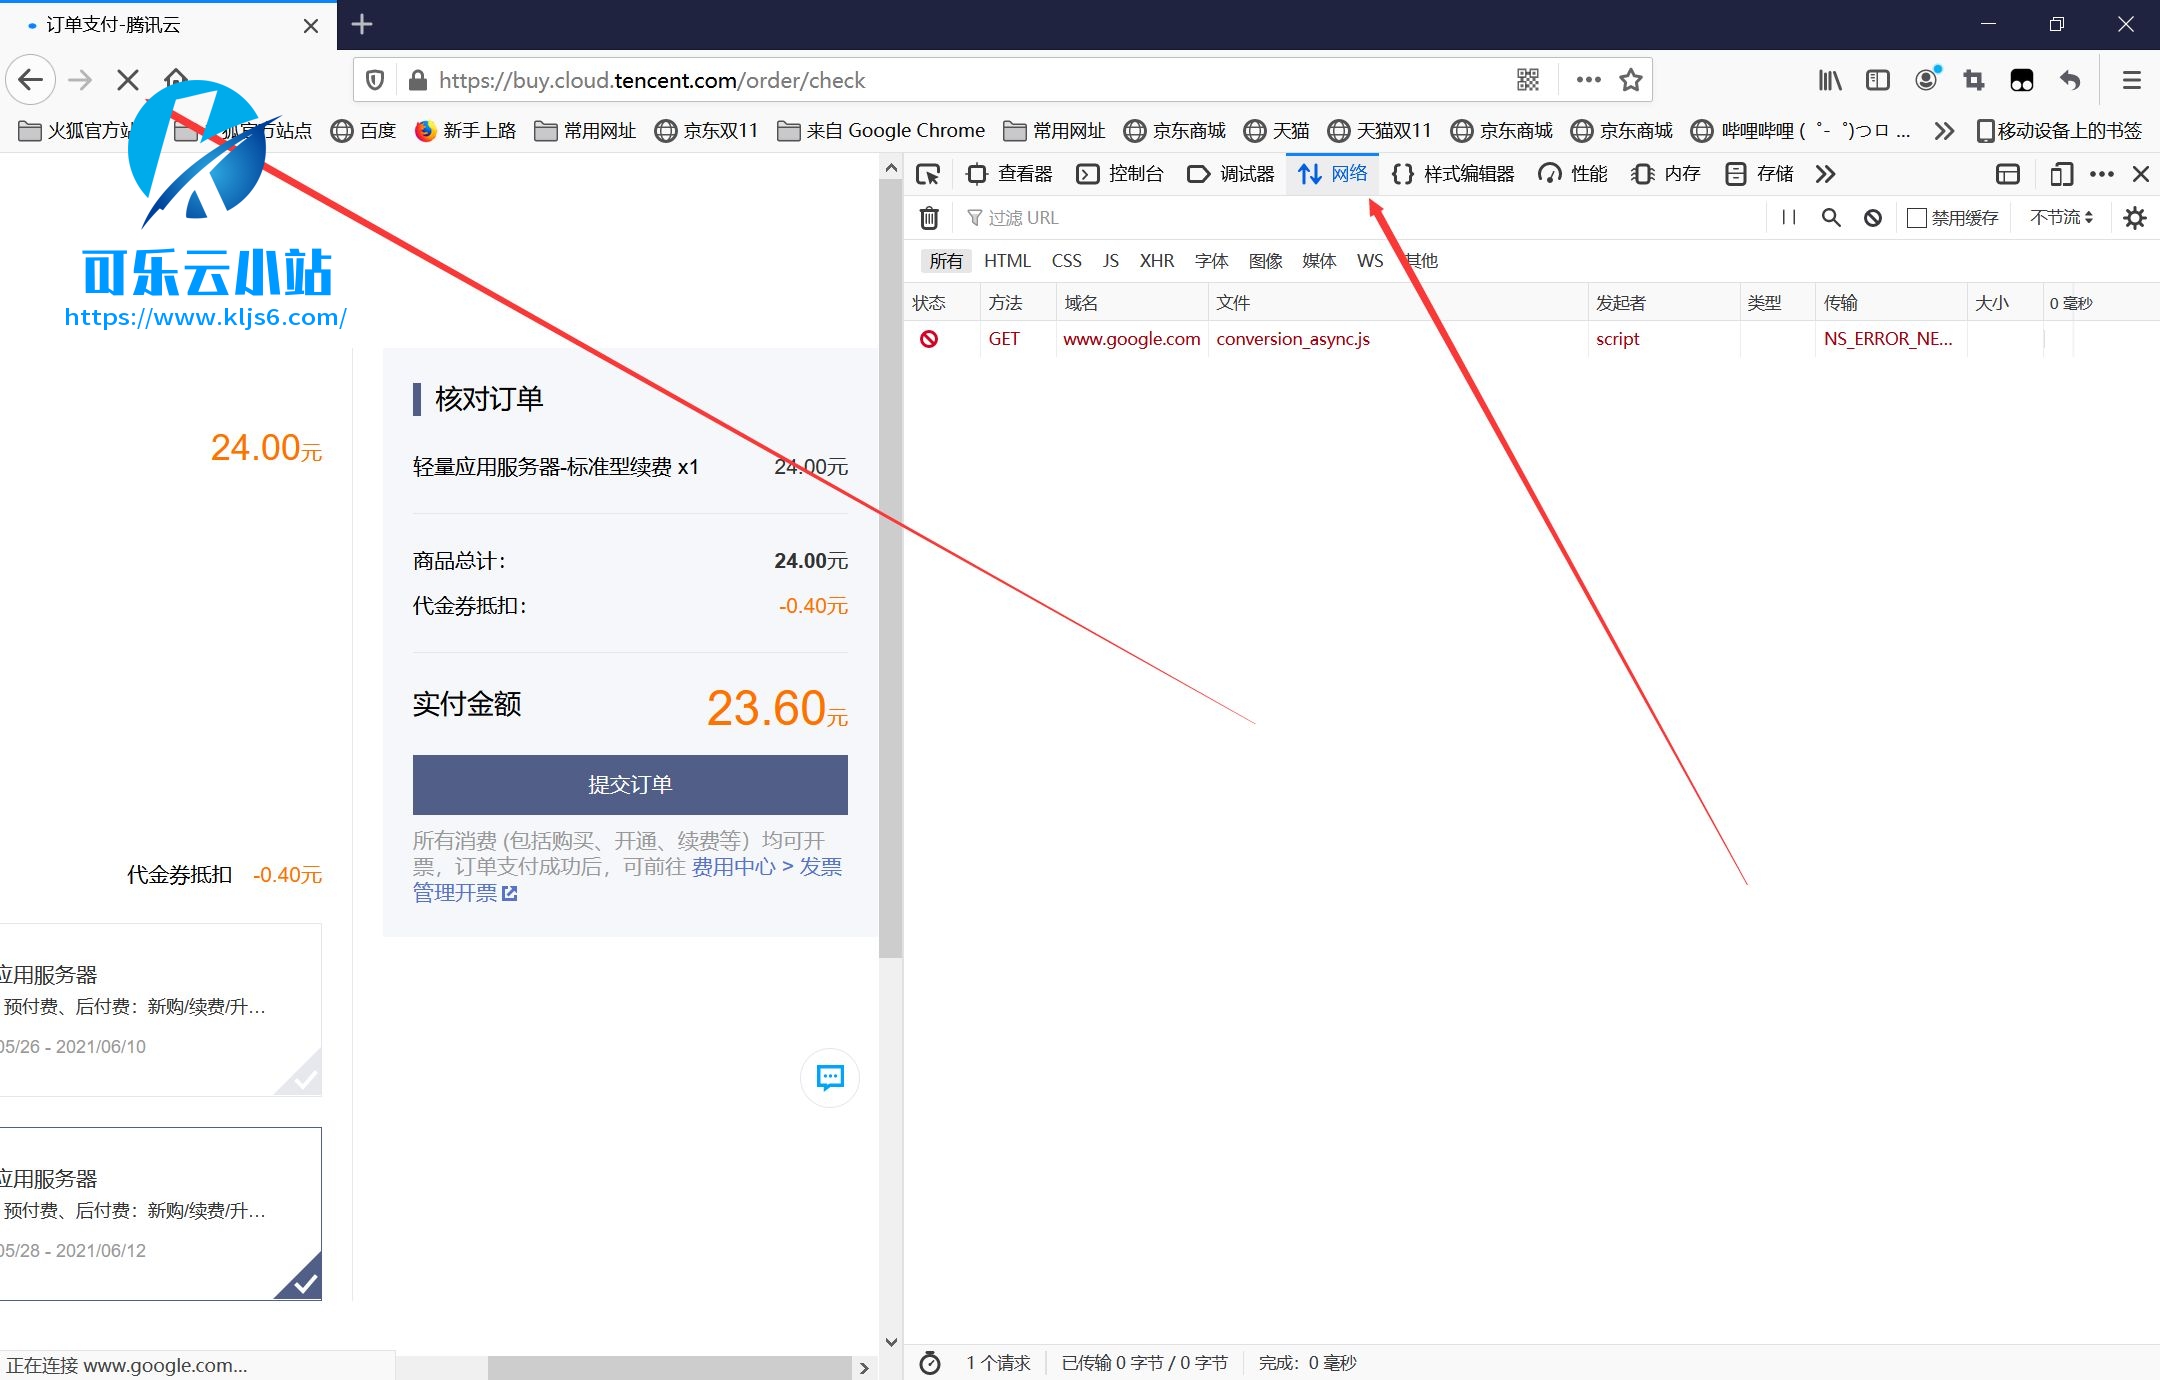 订单支付-腾讯云
https://buy.cloud.tencent.com/order/check
火狐官方站
狐官方站点
百度
新手上路
常用网址
京东双11
来自 Google Chrome
常用网址
京东商城
天猫
天猫双11
京东商城
京东商城
哔哩哔哩 ( ゜- ゜)つロ ...
移动设备上的书签
可乐云小站
https://www.kljs6.com/
24.00元
代金券抵扣 -0.40元
应用服务器
预付费、后付费：新购/续费/升...
05/26 - 2021/06/10
应用服务器
预付费、后付费：新购/续费/升...
05/28 - 2021/06/12
核对订单
轻量应用服务器-标准型续费 x1 24.00元
商品总计： 24.00元
代金券抵扣： -0.40元
实付金额 23.60元
提交订单
所有消费 (包括购买、开通、续费等）均可开
票，订单支付成功后，可前往 费用中心 > 发票
管理开票
正在连接 www.google.com...
查看器 控制台 调试器 网络 样式编辑器 性能 内存 存储
过滤 URL
禁用缓存 不节流
所有 HTML CSS JS XHR 字体 图像 媒体 WS 其他
状态 方法 域名 文件 发起者 类型 传输 大小 0 毫秒
GET www.google.com conversion_async.js script NS_ERROR_NE...
1 个请求 已传输 0 字节 / 0 字节 完成：0 毫秒